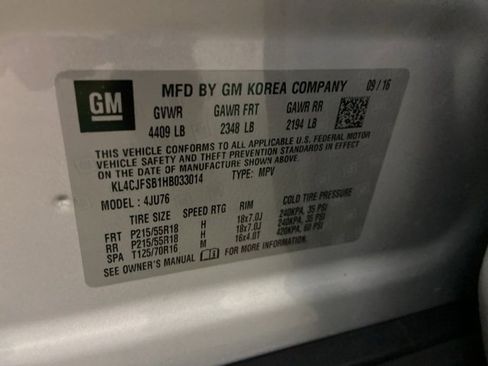 GM MFD BY GM KOREA COMPANY 09/16
GVWR GAWR FRT GAWR RR
4409 LB 2348 LB 2194 LB
THIS VEHICLE CONFORMS TO ALL APPLICABLE U.S. FEDERAL MOTOR
VEHICLE SAFETY AND THEFT PREVENTION STANDARDS IN EFFECT
ON THE DATE OF MANUFACTURE SHOWN ABOVE.
KL4CJFSB1HB033014 TYPE: MPV
MODEL: 4JU76
TIRE SIZE SPEED RTG RIM COLD TIRE PRESSURE
FRT P215/55R18 H 18x7.0J 240KPA, 35 PSI
RR P215/55R18 H 18x7.0J 240KPA, 35 PSI
SPA T125/70R16 M 16x4.0T 420KPA, 60 PSI
SEE OWNER'S MANUAL FOR MORE INFORMATION.